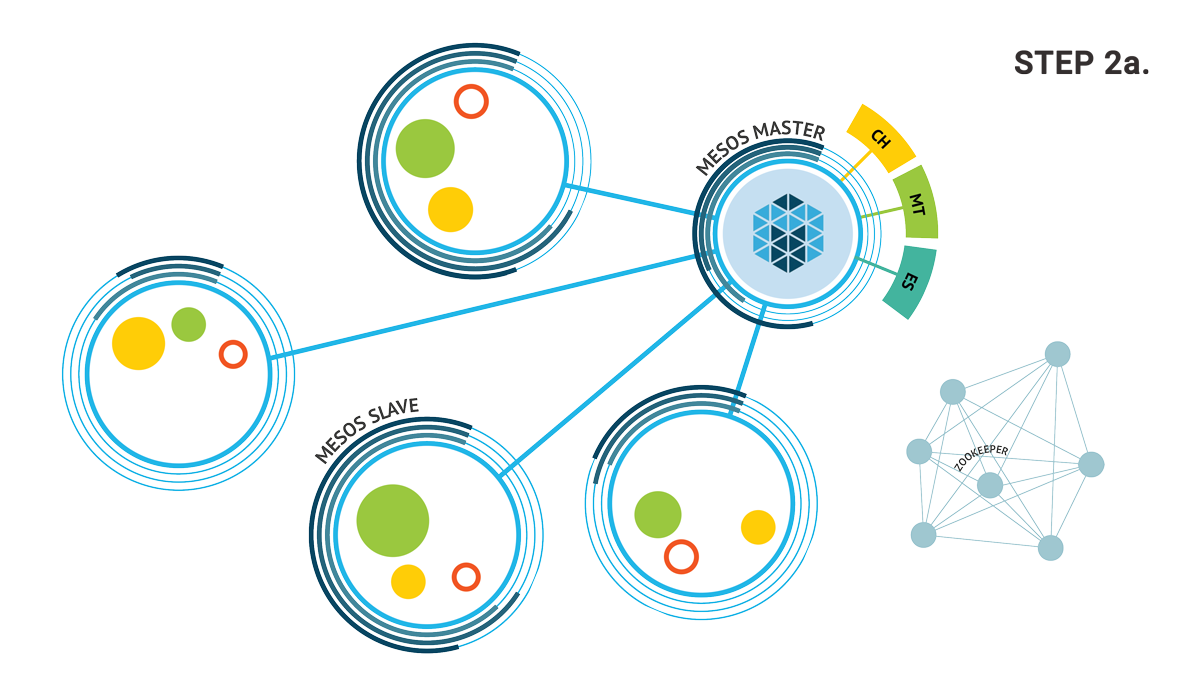 STEP 2a.
MESOS MASTER
CH
MT
ES
MESOS SLAVE
ZOOKEEPER